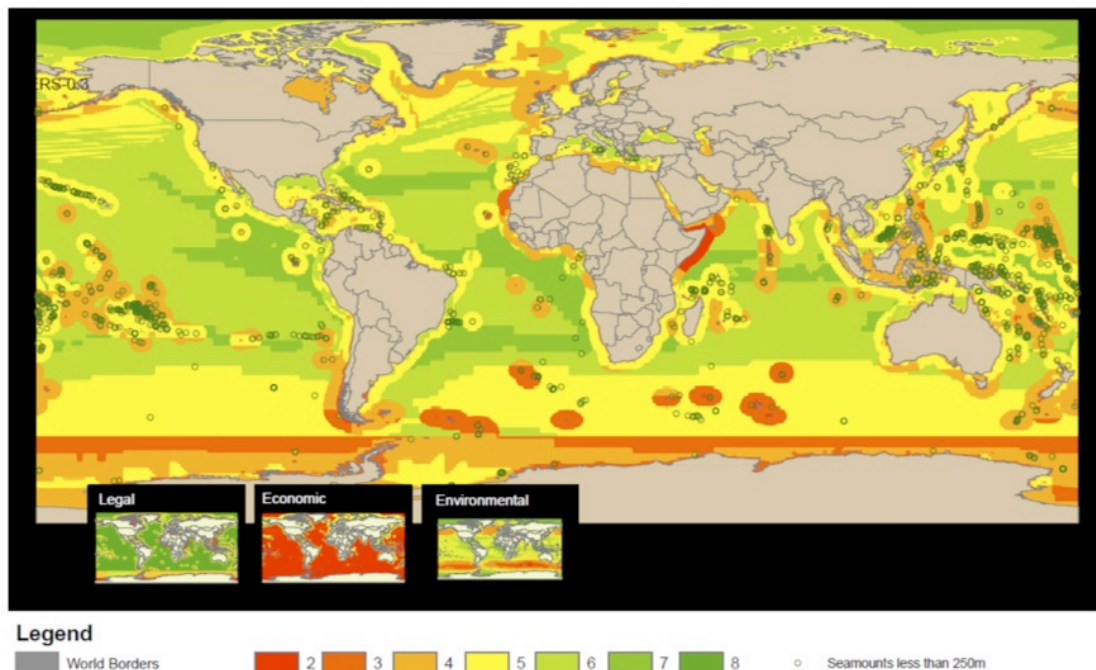 ERS-0.3
Legal
Economic
Environmental
Legend
World Borders
2
3
4
5
6
7
8
Seamounts less than 250m